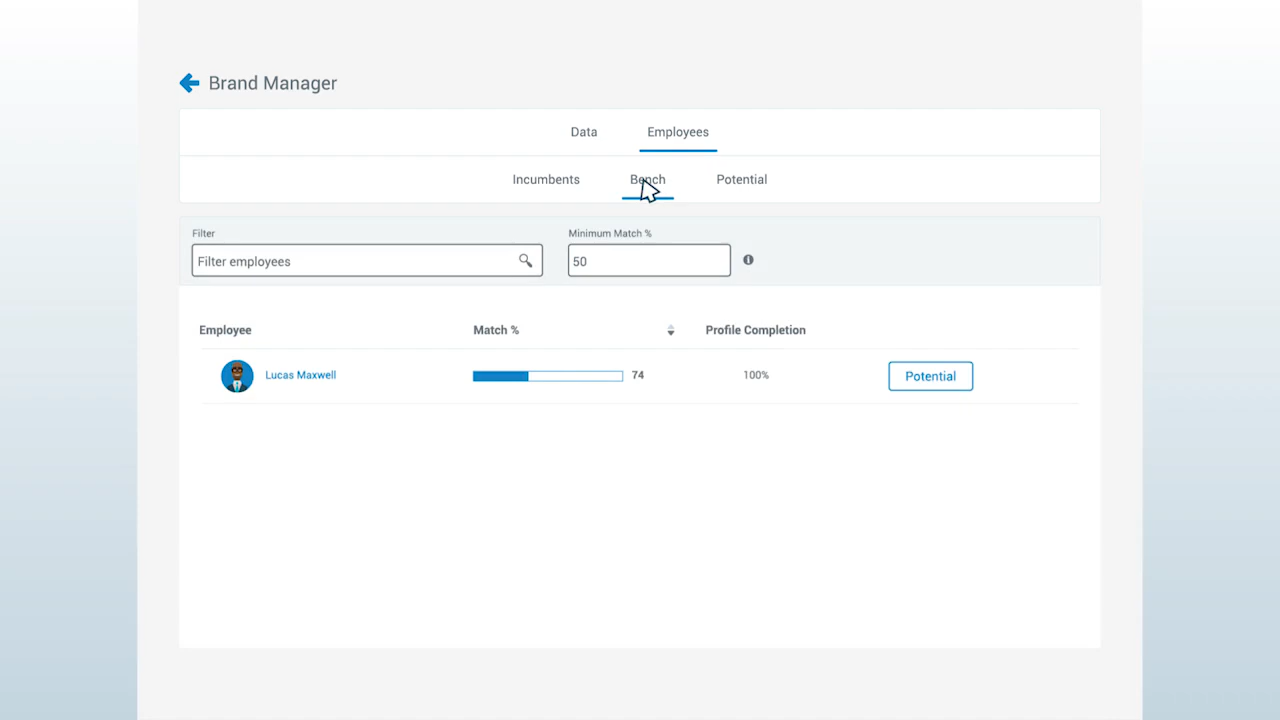 Brand Manager
Data Employees
Incumbents Bench Potential
Filter Minimum Match %
Filter employees 50
Employee Match % Profile Completion
Lucas Maxwell 74 100% Potential